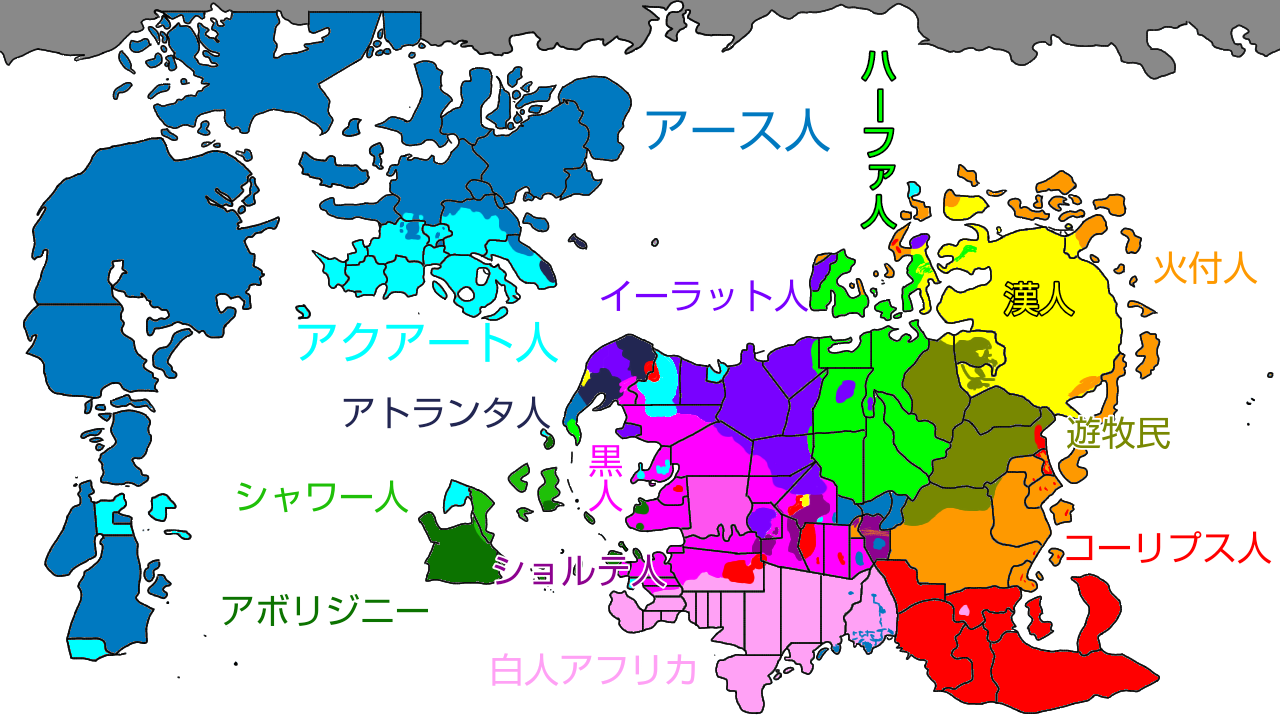 ハーファ人
アース人
火付人
イーラット人
漢人
アクアート人
アトランタ人
遊牧民
黒人
シャワー人
コーリプス人
ショルテ人
アボリジニー
白人アフリカ